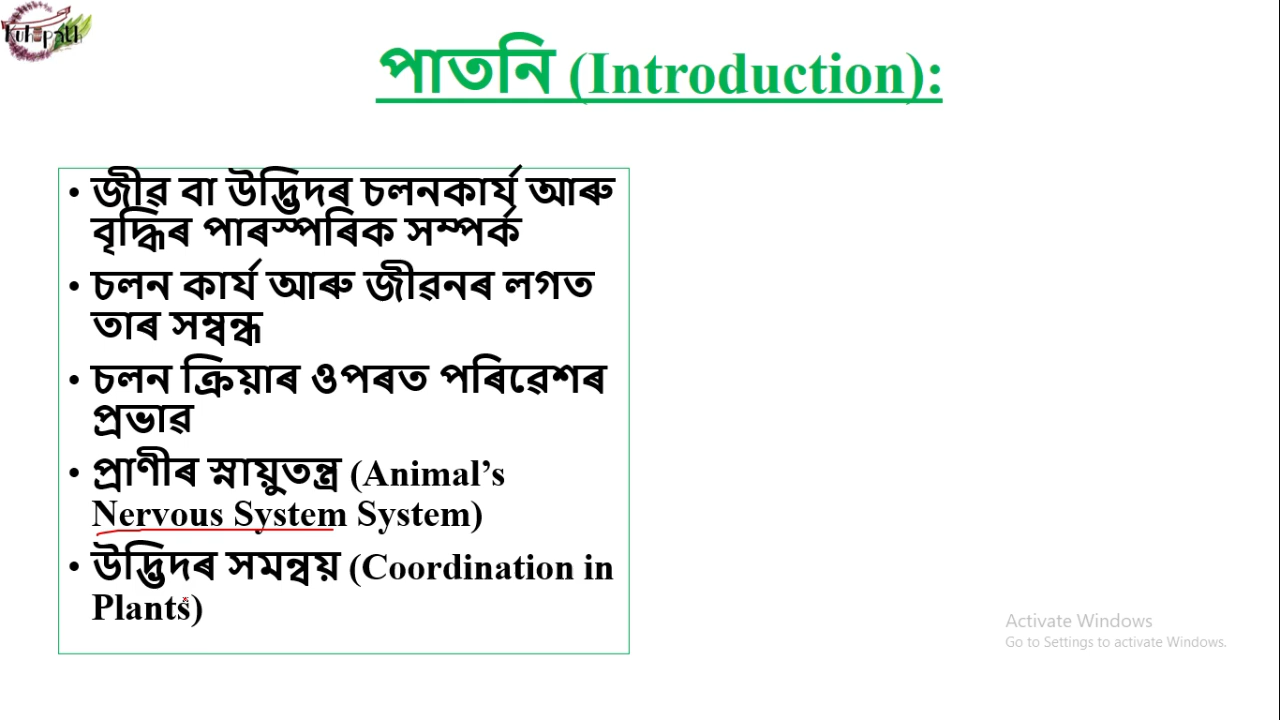 Kuhipath
পাতনি (Introduction):
• জীৱ বা উদ্ভিদৰ চলনকাৰ্য আৰু
বৃদ্ধিৰ পাৰস্পৰিক সম্পৰ্ক
• চলন কাৰ্য আৰু জীৱনৰ লগত
তাৰ সম্বন্ধ
• চলন ক্ৰিয়াৰ ওপৰত পৰিৱেশৰ
প্ৰভাৱ
• প্ৰাণীৰ স্নায়ুতন্ত্ৰ (Animal’s
Nervous System System)
• উদ্ভিদৰ সমন্বয় (Coordination in
Plants)
Activate Windows
Go to Settings to activate Windows.